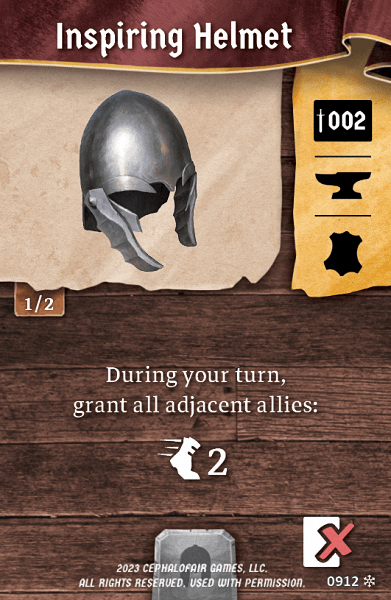 Inspiring Helmet
002
1/2
During your turn,
grant all adjacent allies:
2
2023 CEPHALOFAIR GAMES, LLC.
ALL RIGHTS RESERVED. USED WITH PERMISSION.
0912